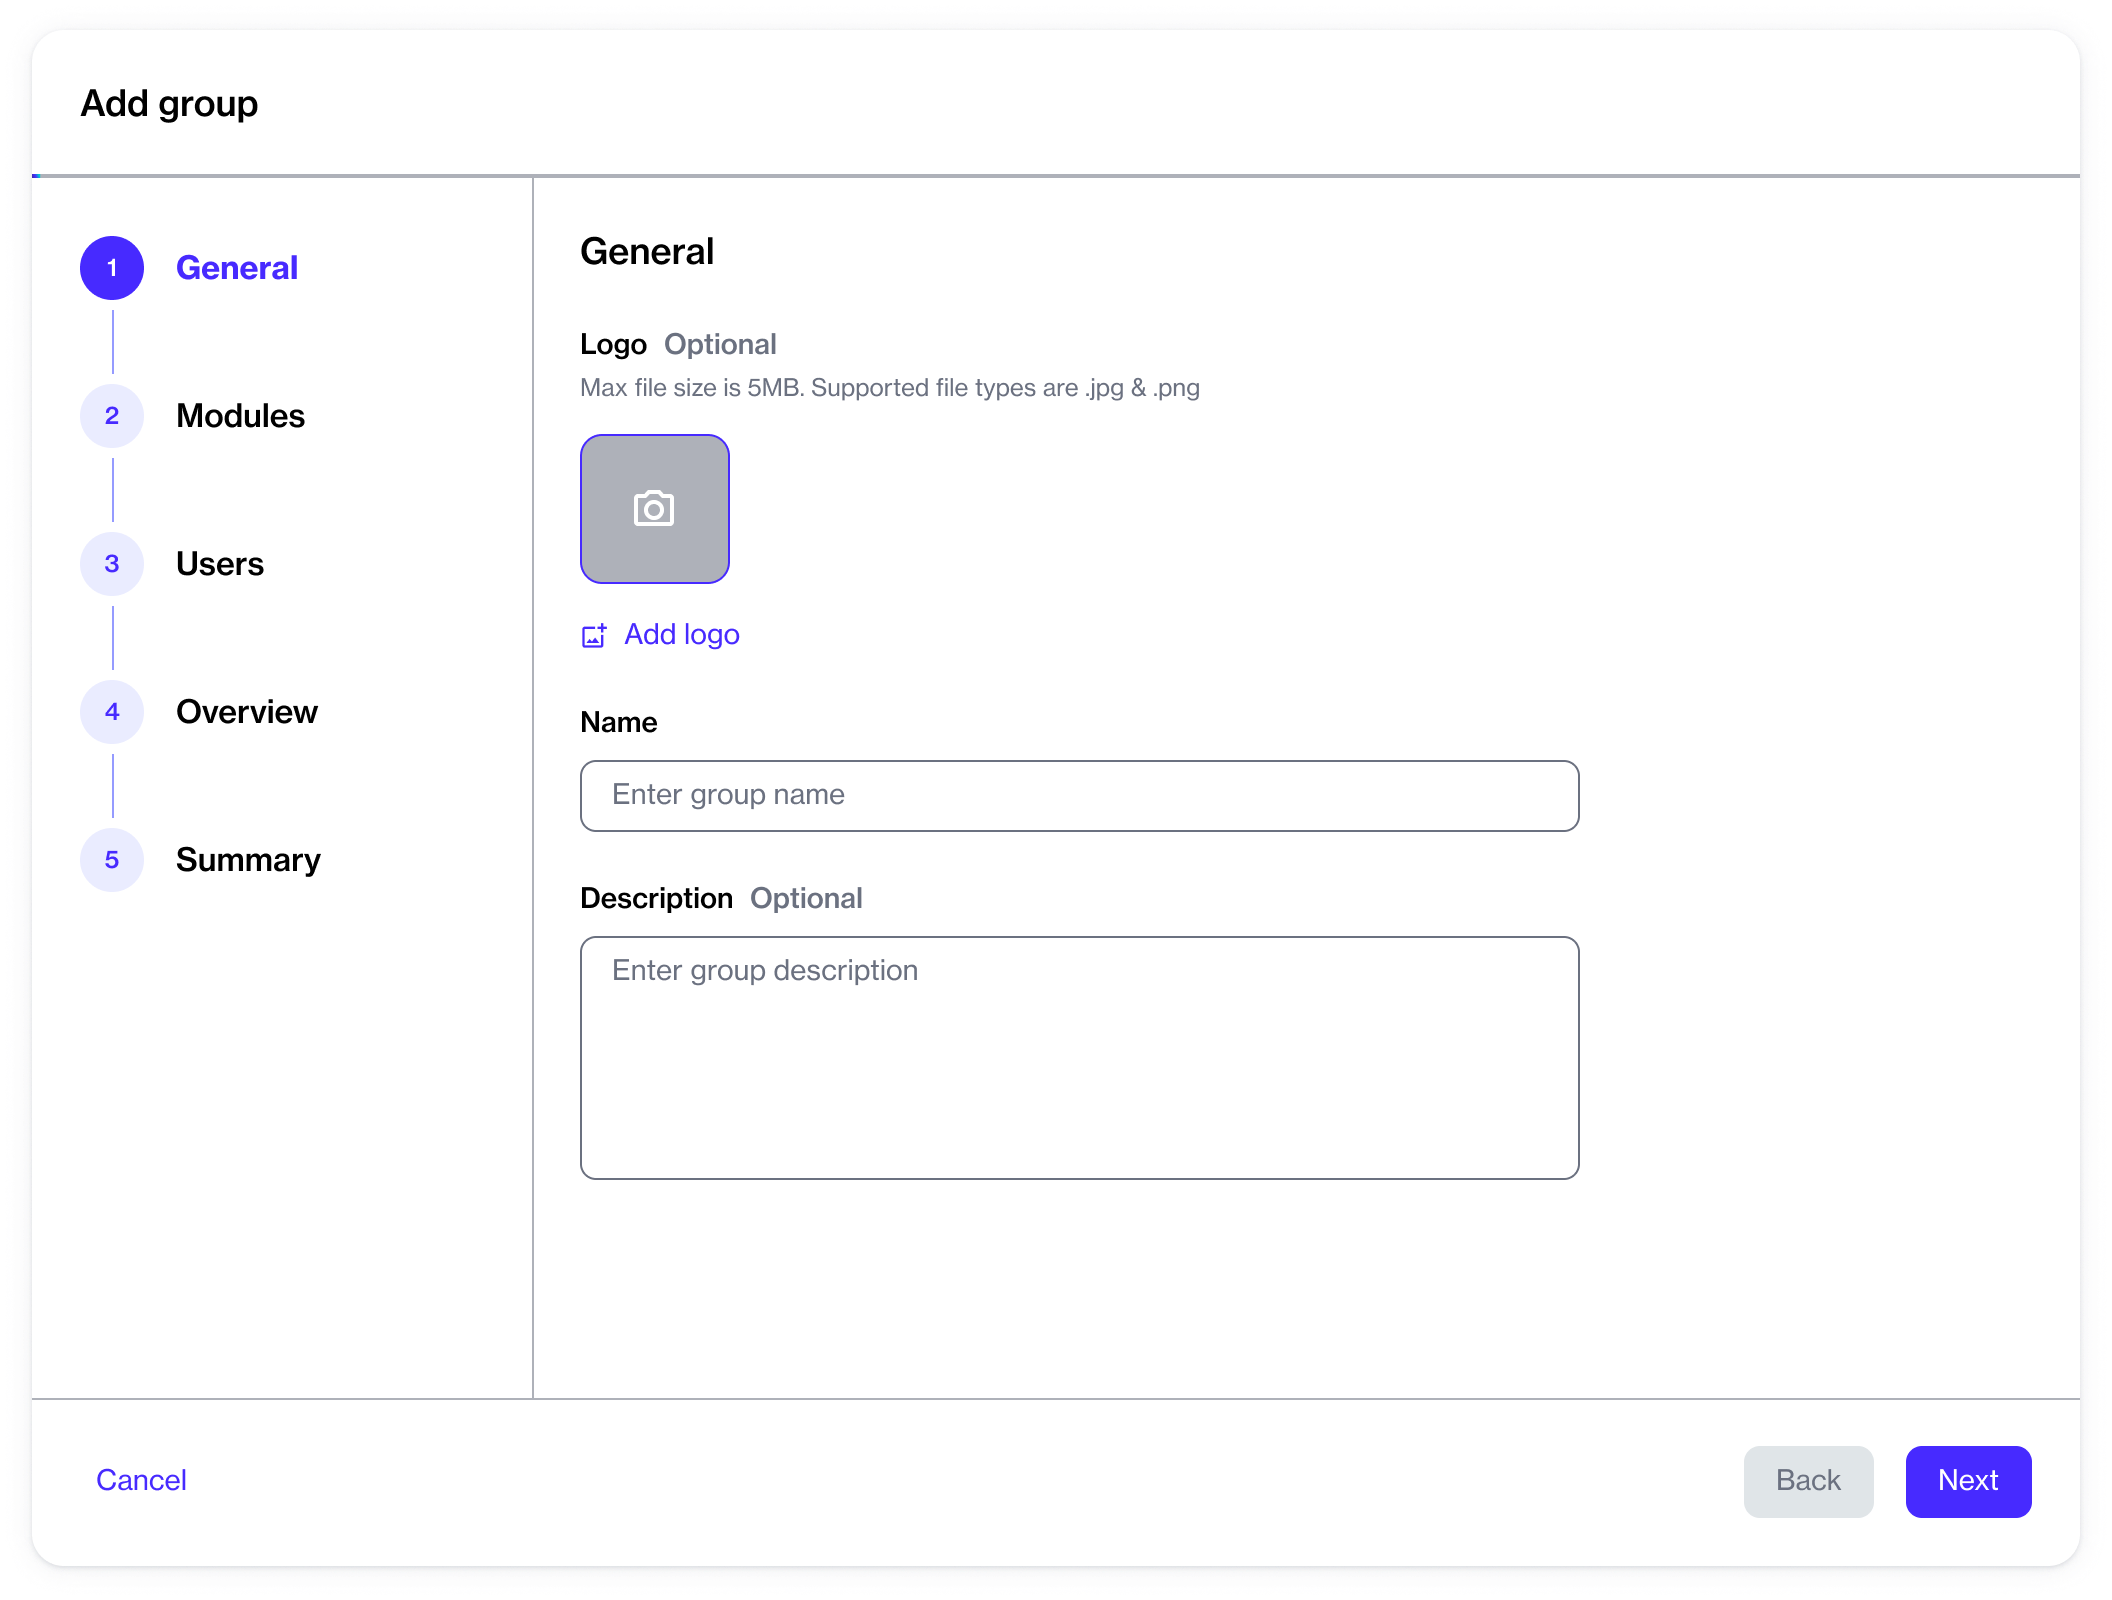 Add group
1 General
2 Modules
3 Users
4 Overview
5 Summary
General
Logo Optional
Max file size is 5MB. Supported file types are .jpg & .png
Add logo
Name
Enter group name
Description Optional
Enter group description
Cancel
Back
Next